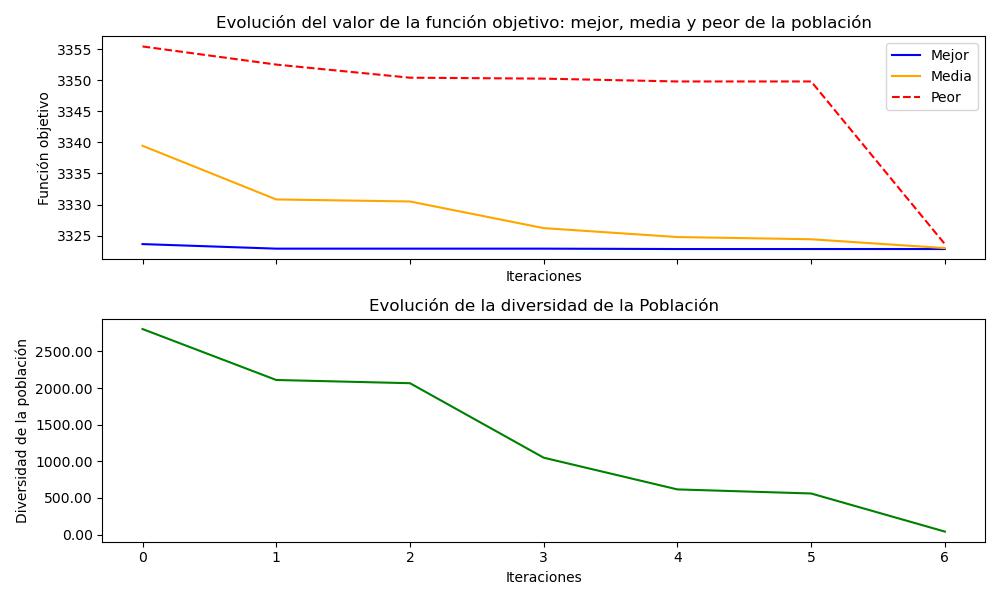 Evolución del valor de la función objetivo: mejor, media y peor de la población
Función objetivo
3355
3350
3345
3340
3335
3330
3325
Mejor
Media
Peor
Iteraciones
Evolución de la diversidad de la Población
Diversidad de la población
2500.00
2000.00
1500.00
1000.00
500.00
0.00
0 1 2 3 4 5 6
Iteraciones